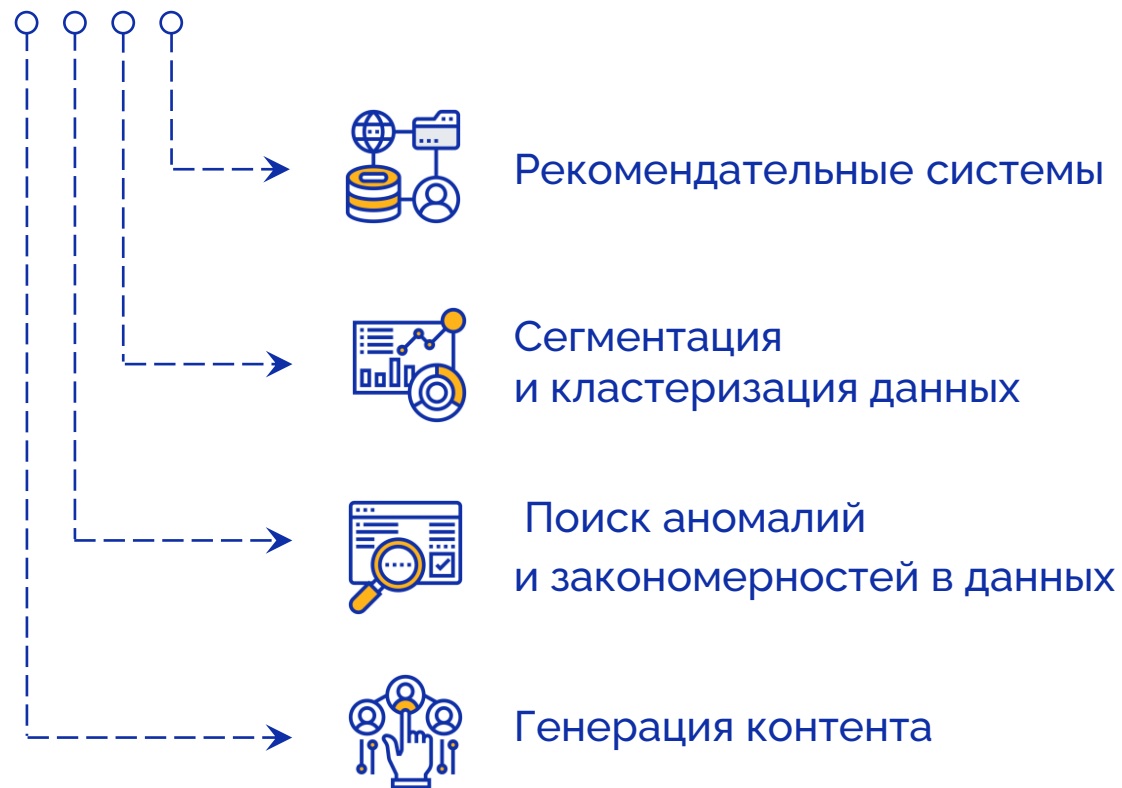 Рекомендательные системы
Сегментация
и кластеризация данных
Поиск аномалий
и закономерностей в данных
Генерация контента